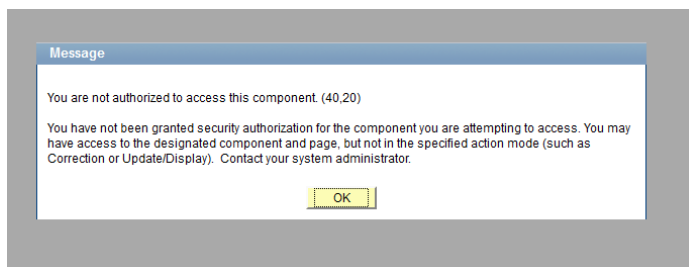 Message
You are not authorized to access this component. (40,20)
You have not been granted security authorization for the component you are attempting to access. You may
have access to the designated component and page, but not in the specified action mode (such as
Correction or Update/Display).  Contact your system administrator.
OK